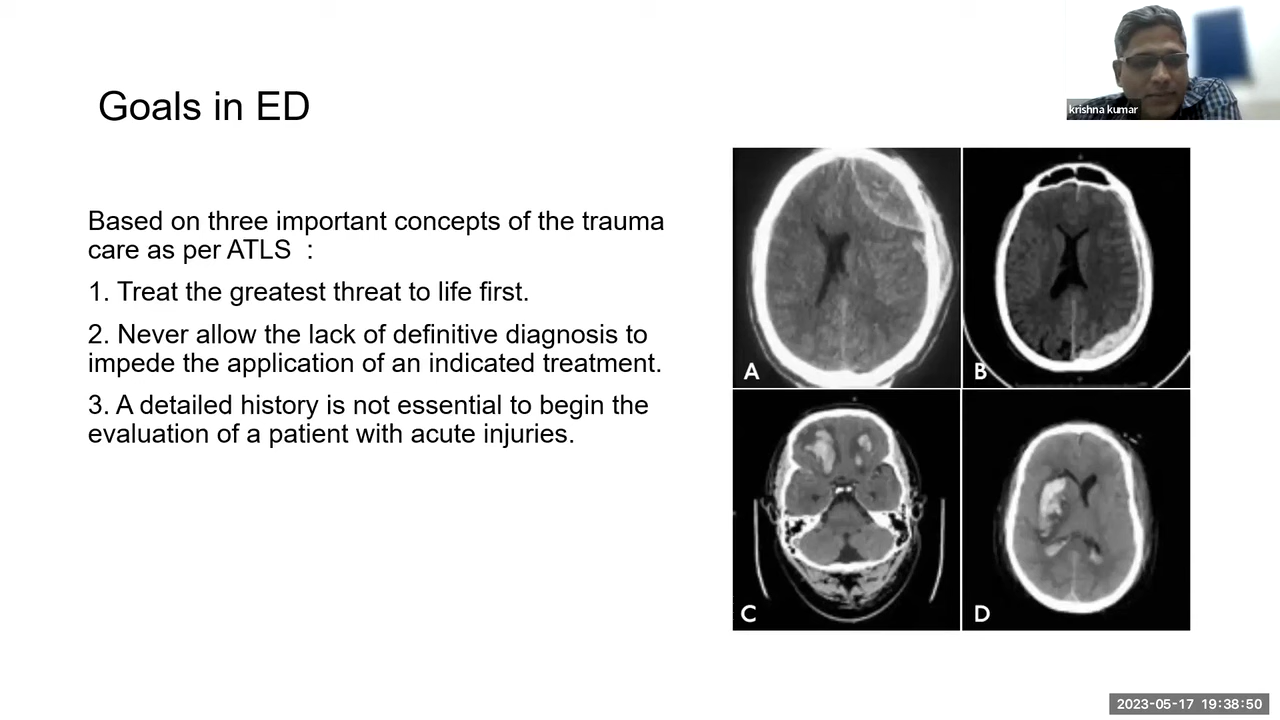 Goals in ED
krishna kumar
Based on three important concepts of the trauma
care as per ATLS  :
1. Treat the greatest threat to life first.
2. Never allow the lack of definitive diagnosis to
impede the application of an indicated treatment.
3. A detailed history is not essential to begin the
evaluation of a patient with acute injuries.
A
B
C
D
2023-05-17  19:38:50